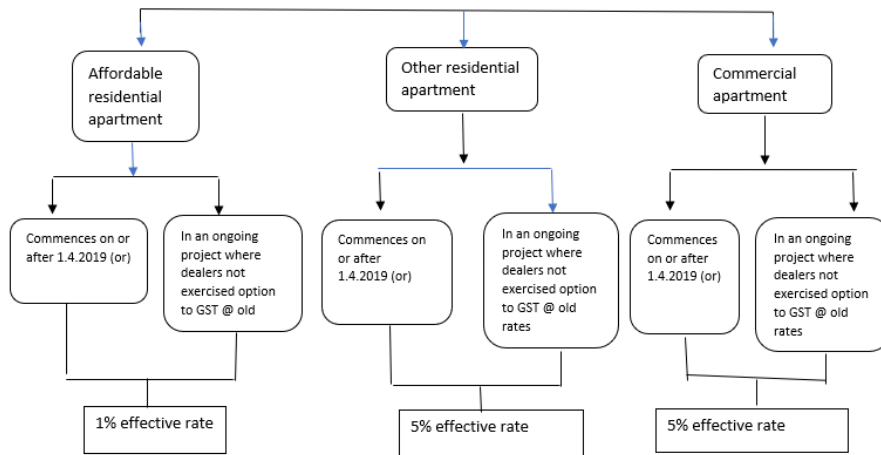 Affordable
residential
apartment
Other residential
apartment
Commercial
apartment
Commences on or
after 1.4.2019 (or)
In an ongoing
project where
dealers not
exercised option
to GST @ old
Commences on
or after
1.4.2019 (or)
In an ongoing
project where
dealers not
exercised option
to GST @ old
rates
Commences
on or after
1.4.2019 (or)
In an ongoing
project where
dealers not
exercised option
to GST @ old
rates
1% effective rate
5% effective rate
5% effective rate